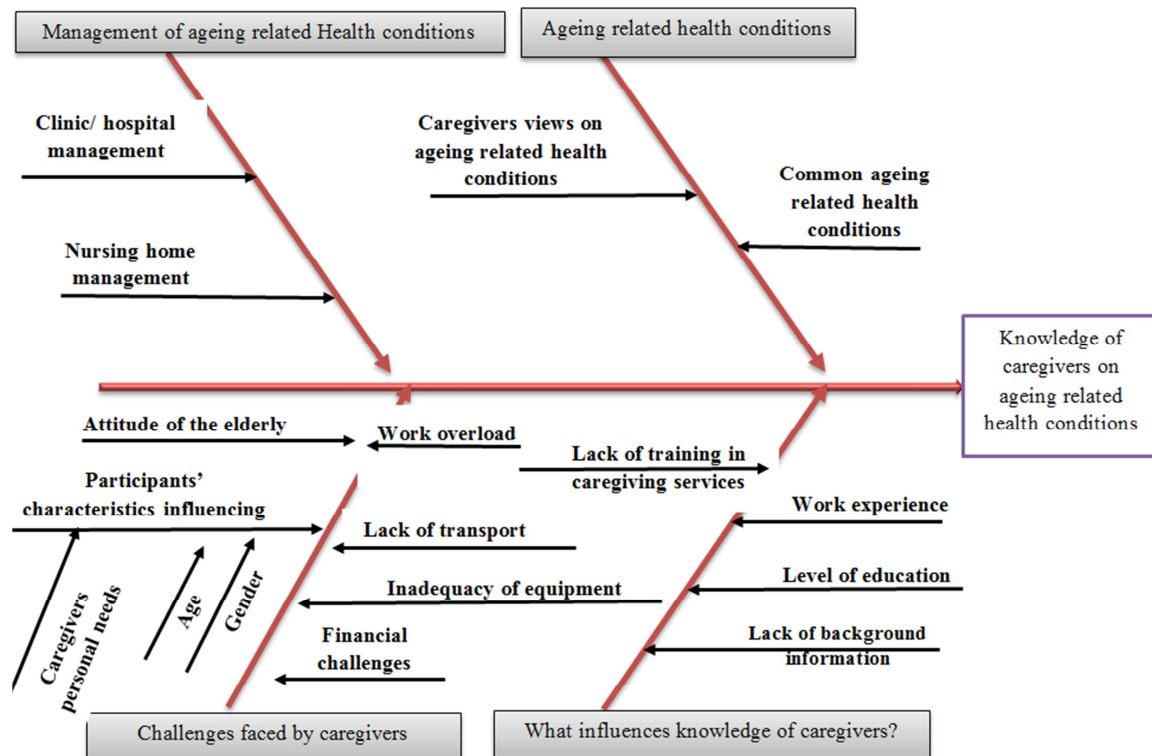 Management of ageing related Health conditions
Ageing related health conditions
Clinic/ hospital
management
Caregivers views on
ageing related health
conditions
Common ageing
related health
conditions
Nursing home
management
Knowledge of
caregivers on
ageing related
health conditions
Attitude of the elderly
Work overload
Lack of training in
caregiving services
Participants’
characteristics influencing
Work experience
Lack of transport
Caregivers
personal needs
Age
Gender
Inadequacy of equipment
Level of education
Financial
challenges
Lack of background
information
Challenges faced by caregivers
What influences knowledge of caregivers?